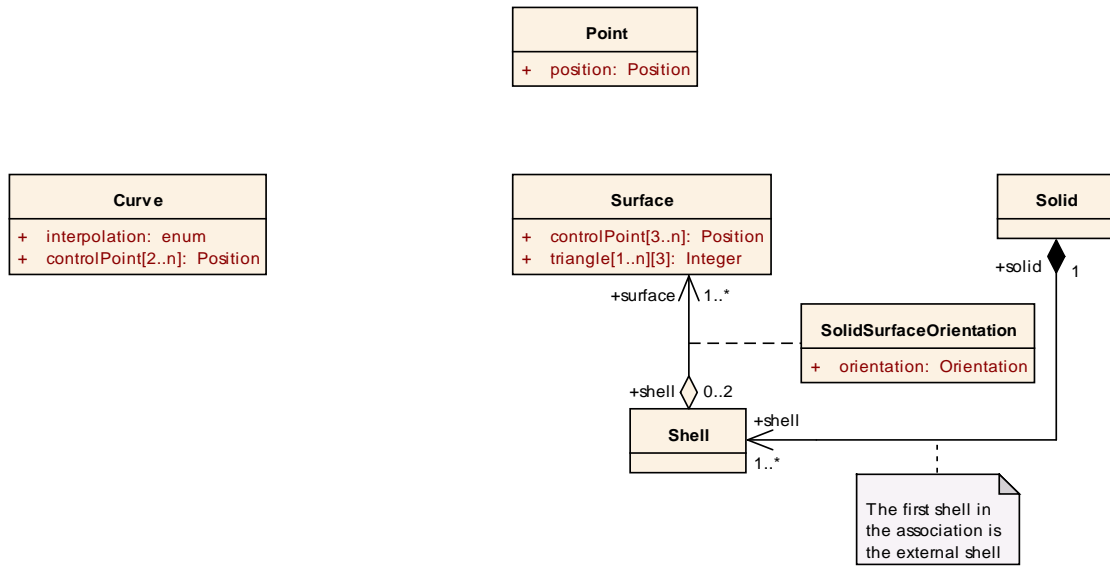 Point
+ position: Position
Curve
+ interpolation: enum
+ controlPoint[2..n]: Position
Surface
+ controlPoint[3..n]: Position
+ triangle[1..n][3]: Integer
Solid
+solid
1
+surface
1..*
SolidSurfaceOrientation
+ orientation: Orientation
+shell
0..2
Shell
+shell
1..*
The first shell in
the association is
the external shell